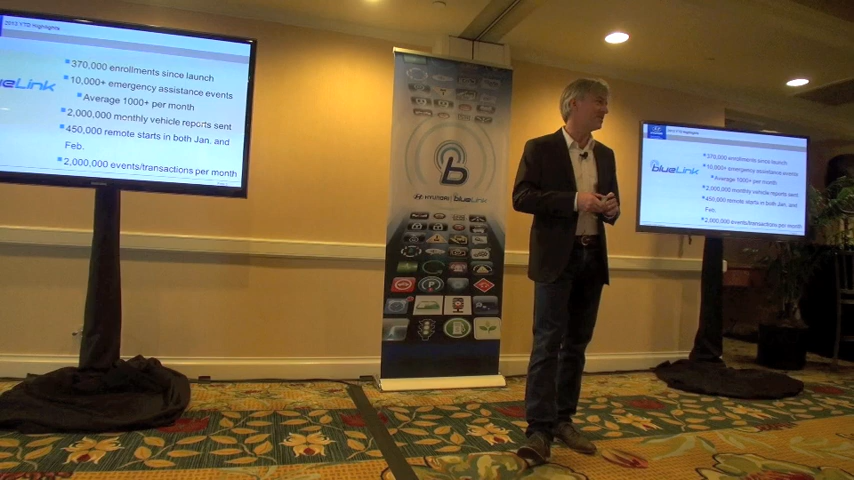 2013 YTD Highlights
blueLink
370,000 enrollments since launch
10,000+ emergency assistance events
Average 1000+ per month
2,000,000 monthly vehicle reports sent
450,000 remote starts in both Jan. and
Feb.
2,000,000 events/transactions per month
b
HYUNDAI blueLink
2013 YTD Highlights
blueLink
370,000 enrollments since launch
10,000+ emergency assistance events
Average 1000+ per month
2,000,000 monthly vehicle reports sent
450,000 remote starts in both Jan. and
Feb.
2,000,000 events/transactions per month